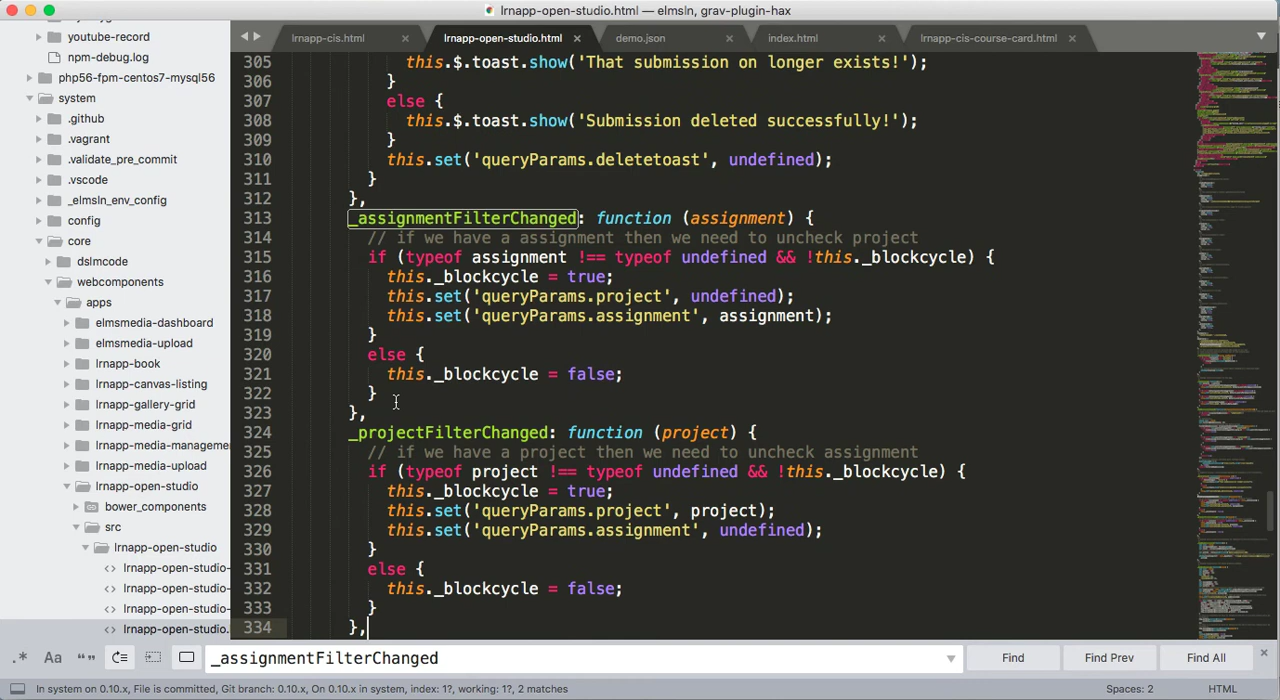 lrnapp-open-studio.html — elmsln, grav-plugin-hax
youtube-record
npm-debug.log
php56-fpm-centos7-mysql56
system
.github
.vagrant
.validate_pre_commit
.vscode
_elmsln_env_config
config
core
dslmcode
webcomponents
apps
elmsmedia-dashboard
elmsmedia-upload
lrnapp-book
lrnapp-canvas-listing
lrnapp-gallery-grid
lrnapp-media-grid
lrnapp-media-manageme
lrnapp-media-upload
lrnapp-open-studio
bower_components
src
lrnapp-open-studio
lrnapp-open-studio-
lrnapp-open-studio-
lrnapp-open-studio-
lrnapp-open-studio.
lrnapp-cis.html × lrnapp-open-studio.html × demo.json × index.html × lrnapp-cis-course-card.html ×
305 this.$.toast.show('That submission on longer exists!');
306 }
307 else {
308 this.$.toast.show('Submission deleted successfully!');
309 }
310 this.set('queryParams.deletetoast', undefined);
311 }
312 },
313 _assignmentFilterChanged: function (assignment) {
314 // if we have a assignment then we need to uncheck project
315 if (typeof assignment !== typeof undefined && !this._blockcycle) {
316 this._blockcycle = true;
317 this.set('queryParams.project', undefined);
318 this.set('queryParams.assignment', assignment);
319 }
320 else {
321 this._blockcycle = false;
322 }
323 },
324 _projectFilterChanged: function (project) {
325 // if we have a project then we need to uncheck assignment
326 if (typeof project !== typeof undefined && !this._blockcycle) {
327 this._blockcycle = true;
328 this.set('queryParams.project', project);
329 this.set('queryParams.assignment', undefined);
330 }
331 else {
332 this._blockcycle = false;
333 }
334 },
.* Aa “” _assignmentFilterChanged Find Find Prev Find All ×
In system on 0.10.x, File is committed, Git branch: 0.10.x, On 0.10.x in system, index: 1?, working: 1?, 2 matches Spaces: 2 HTML